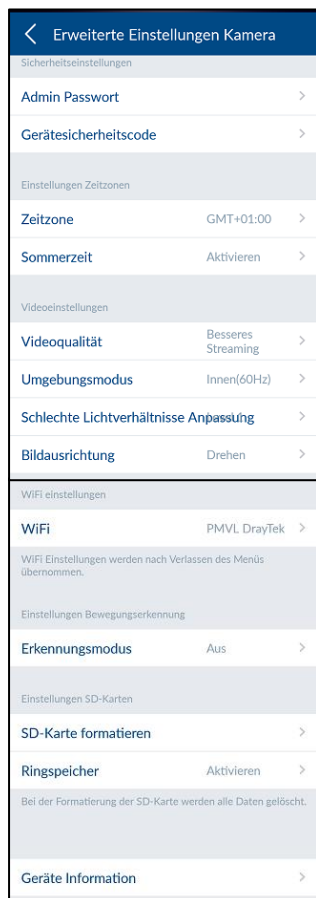 Erweiterte Einstellungen Kamera
Sicherheitseinstellungen
Admin Passwort
Gerätesicherheitscode
Einstellungen Zeitzonen
Zeitzone GMT+01:00
Sommerzeit Aktivieren
Videoeinstellungen
Videoqualität Besseres
Streaming
Umgebungsmodus Innen(60Hz)
Schlechte Lichtverhältnisse Anpassung
Bildausrichtung Drehen
WiFi einstellungen
WiFi PMVL DrayTek
WiFi Einstellungen werden nach Verlassen des Menüs
übernommen.
Einstellungen Bewegungserkennung
Erkennungsmodus Aus
Einstellungen SD-Karten
SD-Karte formatieren
Ringspeicher Aktivieren
Bei der Formatierung der SD-Karte werden alle Daten gelöscht.
Geräte Information